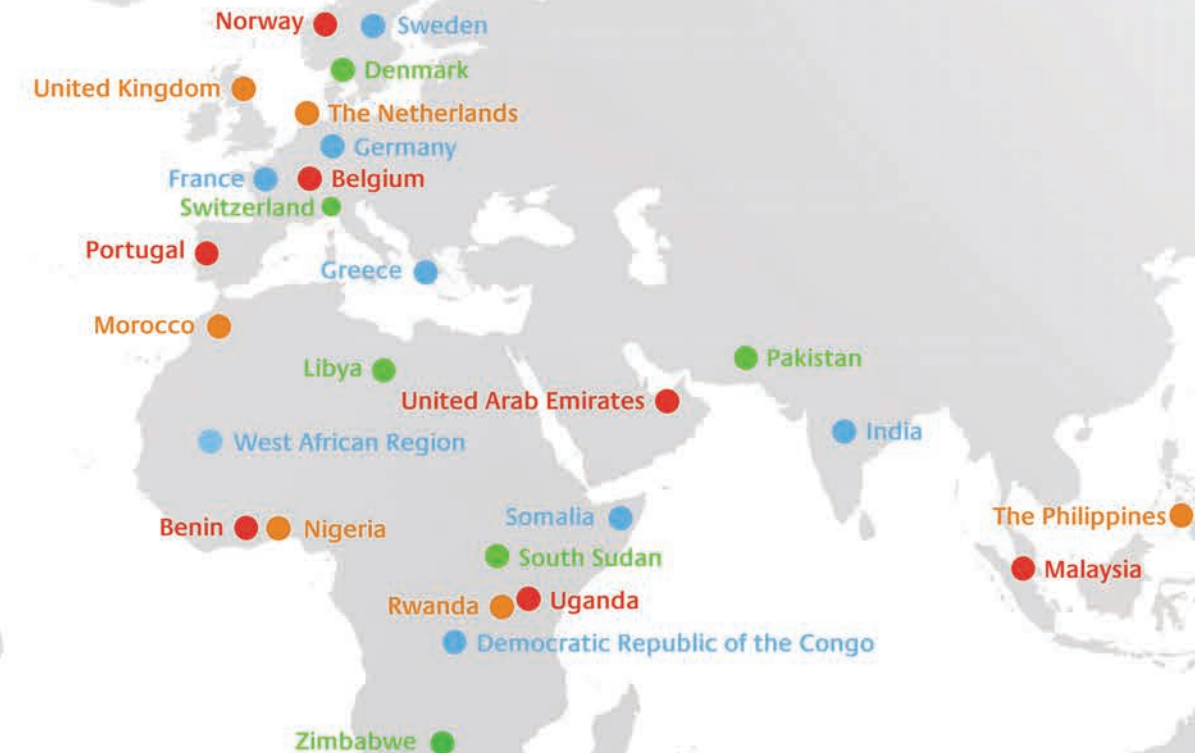 Norway
Sweden
Denmark
United Kingdom
The Netherlands
Germany
France
Belgium
Switzerland
Portugal
Greece
Morocco
Pakistan
Libya
United Arab Emirates
India
West African Region
The Philippines
Somalia
Benin
Nigeria
South Sudan
Malaysia
Rwanda
Uganda
Democratic Republic of the Congo
Zimbabwe